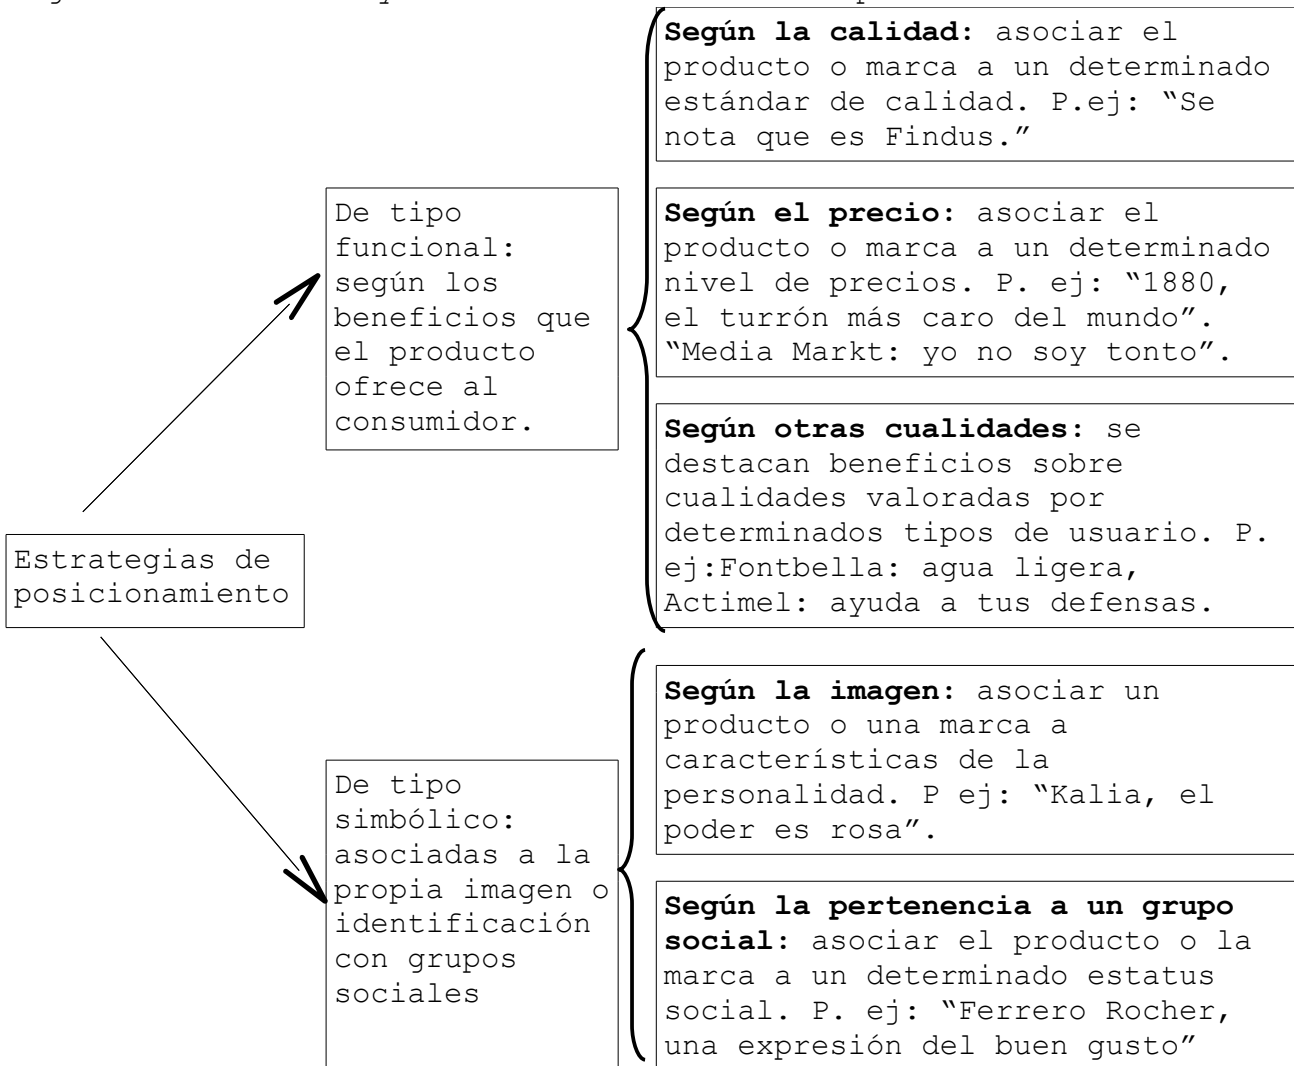 Según la calidad: asociar el
producto o marca a un determinado
estándar de calidad. P.ej: “Se
nota que es Findus.”
De tipo
funcional:
según los
beneficios que
el producto
ofrece al
consumidor.
Según el precio: asociar el
producto o marca a un determinado
nivel de precios. P. ej: “1880,
el turrón más caro del mundo”.
“Media Markt: yo no soy tonto”.
Según otras cualidades: se
destacan beneficios sobre
cualidades valoradas por
determinados tipos de usuario. P.
ej:Fontbella: agua ligera,
Actimel: ayuda a tus defensas.
Estrategias de
posicionamiento
De tipo
simbólico:
asociadas a la
propia imagen o
identificación
con grupos
sociales
Según la imagen: asociar un
producto o una marca a
características de la
personalidad. P ej: “Kalia, el
poder es rosa”.
Según la pertenencia a un grupo
social: asociar el producto o la
marca a un determinado estatus
social. P. ej: “Ferrero Rocher,
una expresión del buen gusto”